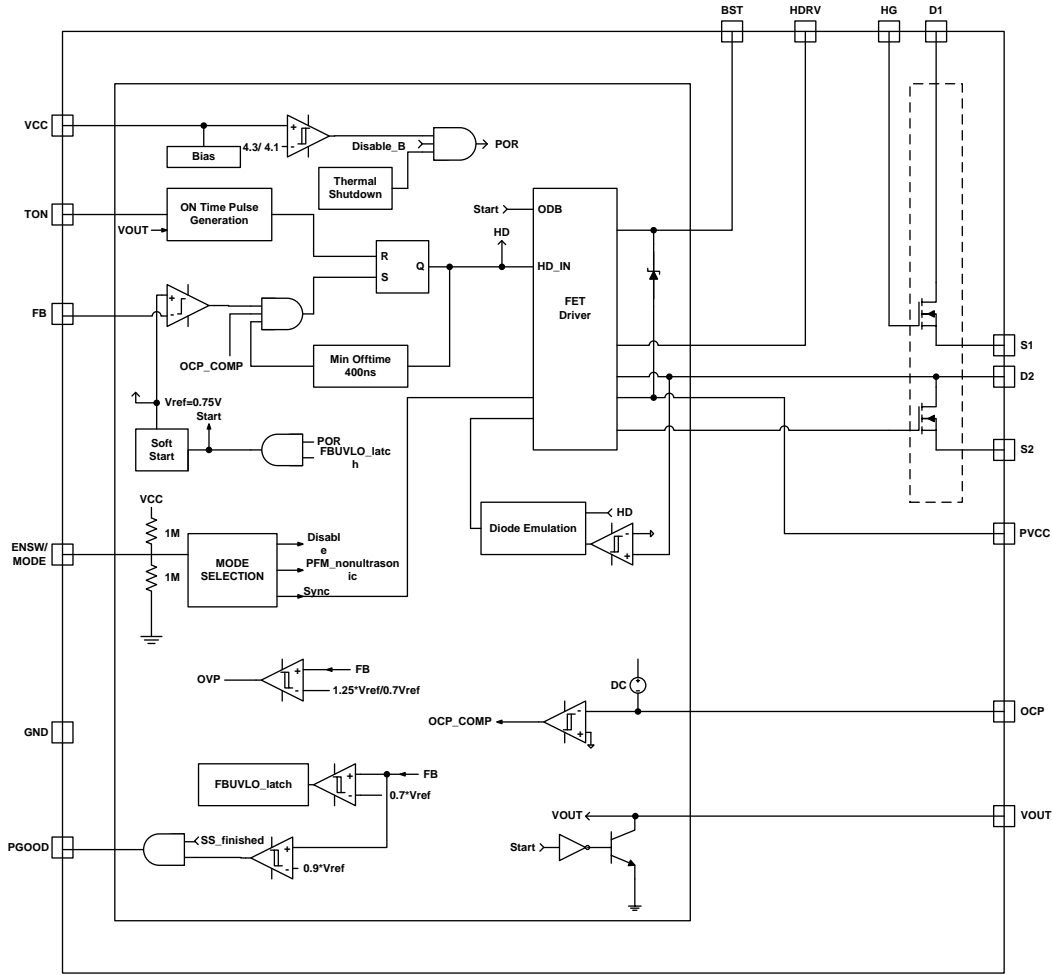 BST
HDRV
HG
D1
VCC
4.3/ 4.1
+
-
Bias
Disable_B
POR
Thermal
Shutdown
TON
ON Time Pulse
Generation
VOUT
Start
ODB
HD
R
S
Q
HD_IN
FET
Driver
FB
+
-
OCP_COMP
Min Offtime
400ns
S1
D2
Vref=0.75V
Start
Soft
Start
POR
FBUVLO_latc
h
S2
VCC
1M
1M
ENSW/
MODE
MODE
SELECTION
Disabl
e
PFM_nonultrason
ic
Sync
Diode Emulation
HD
-
+
PVCC
OVP
+
-
FB
1.25*Vref/0.7Vref
DC
+
-
OCP_COMP
-
+
OCP
GND
FBUVLO_latch
+
-
FB
0.7*Vref
VOUT
VOUT
Start
PGOOD
SS_finished
+
-
0.9*Vref